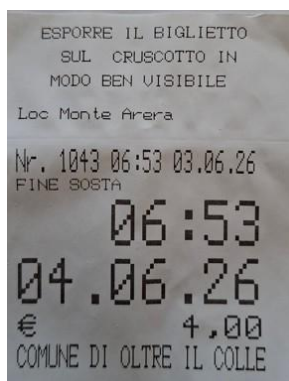 ESPORRE IL BIGLIETTO
SUL CRUSCOTTO IN
MODO BEN VISIBILE
Loc Monte Arera
Nr. 1043 06:53 03.06.26
FINE SOSTA
06:53
04.06.26
€ 4,00
COMUNE DI OLTRE IL COLLE